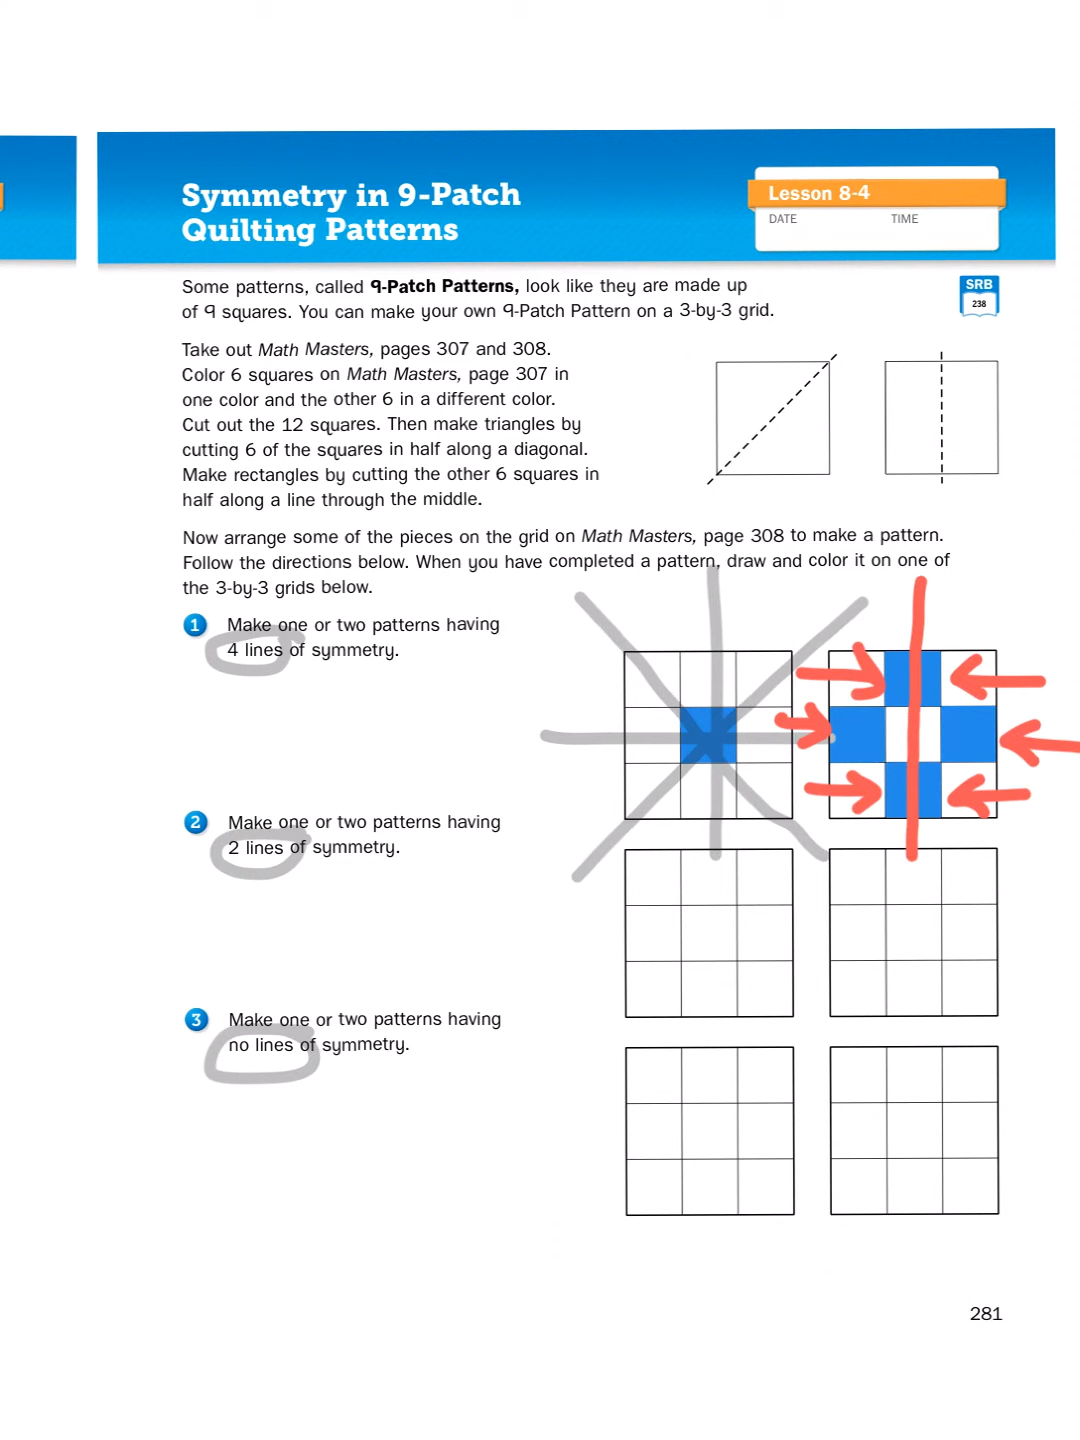 Symmetry in 9-Patch
Quilting Patterns
Lesson 8-4
DATE TIME
Some patterns, called 9-Patch Patterns, look like they are made up
of 9 squares. You can make your own 9-Patch Pattern on a 3-by-3 grid.
SRB
238
Take out Math Masters, pages 307 and 308.
Color 6 squares on Math Masters, page 307 in
one color and the other 6 in a different color.
Cut out the 12 squares. Then make triangles by
cutting 6 of the squares in half along a diagonal.
Make rectangles by cutting the other 6 squares in
half along a line through the middle.
Now arrange some of the pieces on the grid on Math Masters, page 308 to make a pattern.
Follow the directions below. When you have completed a pattern, draw and color it on one of
the 3-by-3 grids below.
1 Make one or two patterns having
4 lines of symmetry.
2 Make one or two patterns having
2 lines of symmetry.
3 Make one or two patterns having
no lines of symmetry.
281